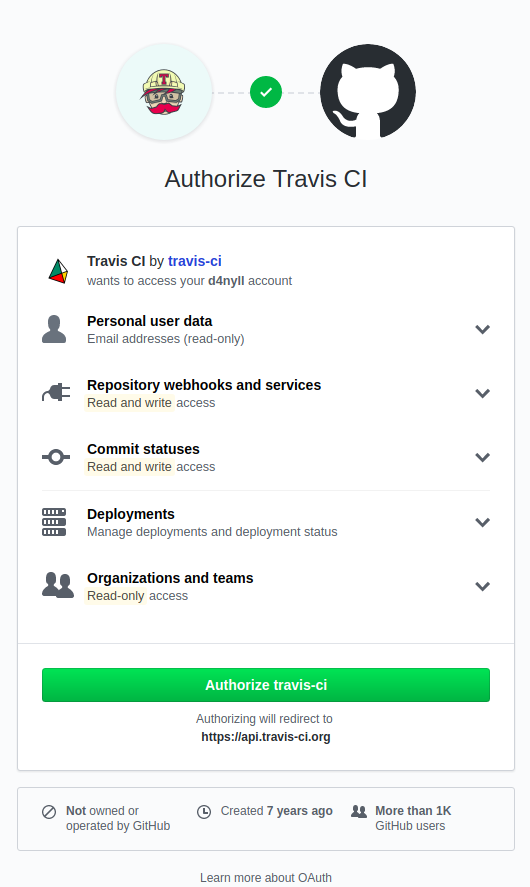 T
Authorize Travis CI
Travis CI by travis-ci
wants to access your d4nyll account
Personal user data
Email addresses (read-only)
Repository webhooks and services
Read and write access
Commit statuses
Read and write access
Deployments
Manage deployments and deployment status
Organizations and teams
Read-only access
Authorize travis-ci
Authorizing will redirect to
https://api.travis-ci.org
Not owned or
operated by GitHub
Created 7 years ago
More than 1K
GitHub users
Learn more about OAuth